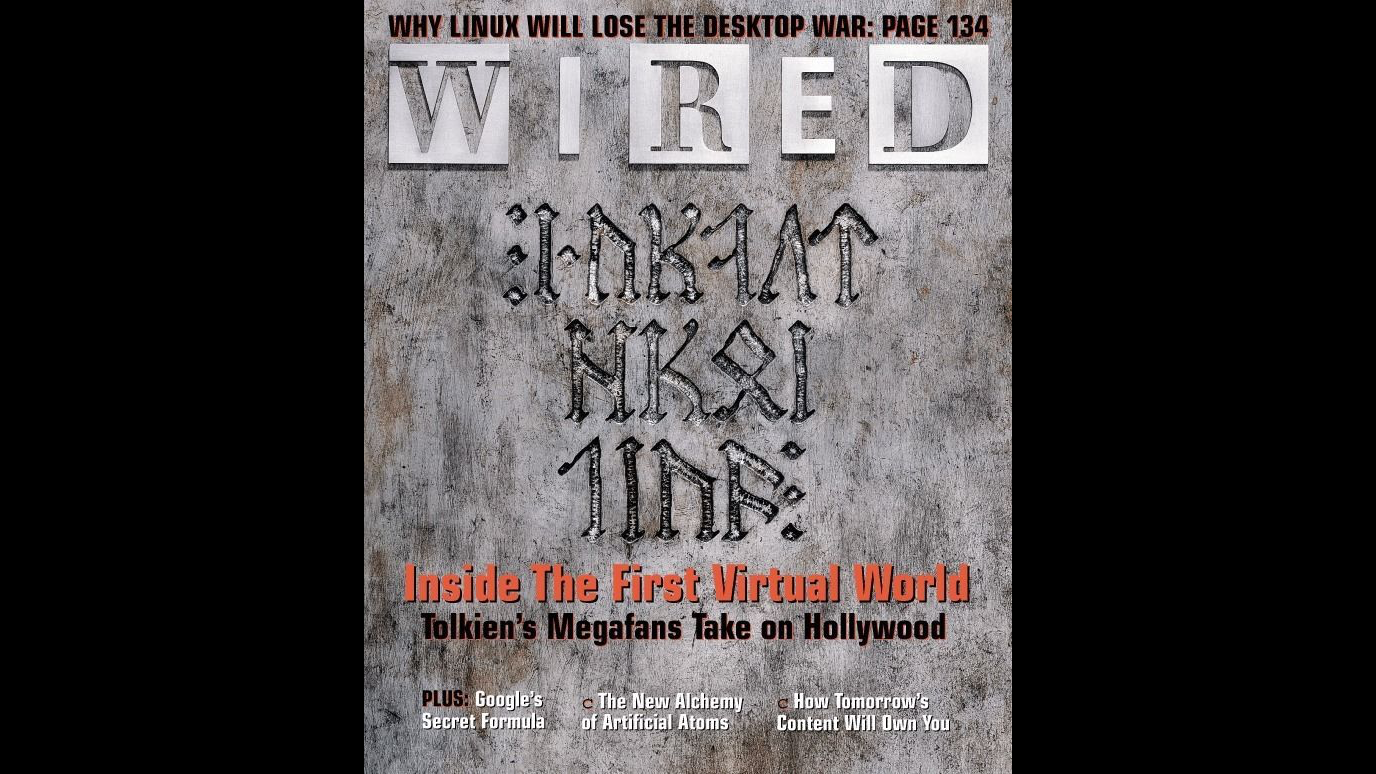 WHY LINUX WILL LOSE THE DESKTOP WAR: PAGE 134
WIRED
Inside The First Virtual World
Tolkien's Megafans Take on Hollywood
PLUS: Google's
Secret Formula
The New Alchemy
of Artificial Atoms
How Tomorrow's
Content Will Own You